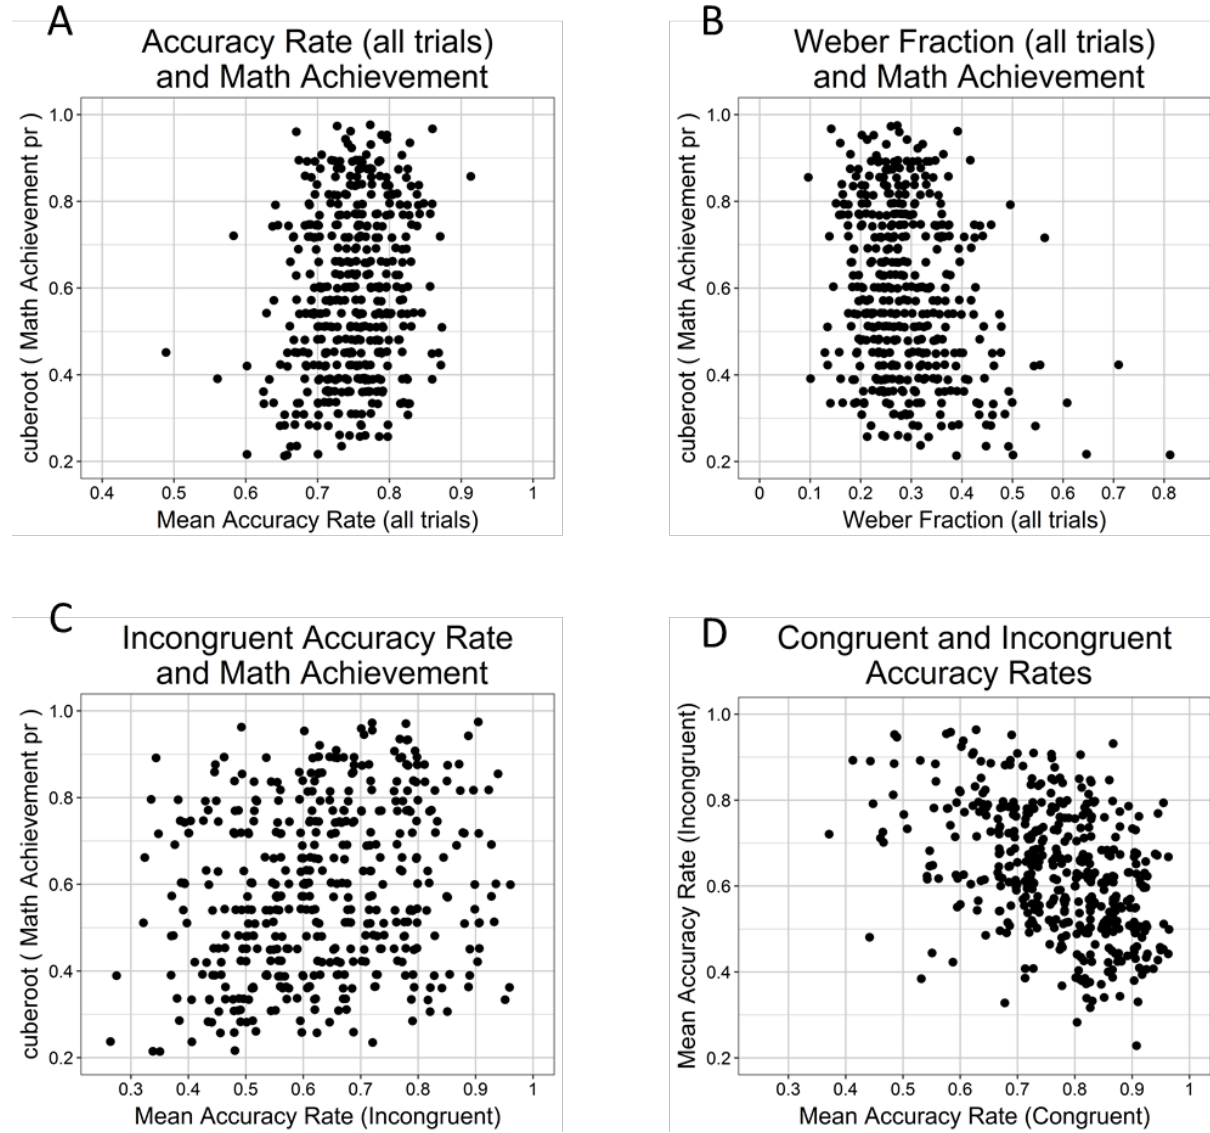 A
Accuracy Rate (all trials)
and Math Achievement
cuberoot ( Math Achievement pr )
1.0
0.8
0.6
0.4
0.2
0.4 0.5 0.6 0.7 0.8 0.9 1
Mean Accuracy Rate (all trials)
B
Weber Fraction (all trials)
and Math Achievement
cuberoot ( Math Achievement pr )
1.0
0.8
0.6
0.4
0.2
0 0.1 0.2 0.3 0.4 0.5 0.6 0.7 0.8
Weber Fraction (all trials)
C
Incongruent Accuracy Rate
and Math Achievement
cuberoot ( Math Achievement pr )
1.0
0.8
0.6
0.4
0.2
0.3 0.4 0.5 0.6 0.7 0.8 0.9 1
Mean Accuracy Rate (Incongruent)
D
Congruent and Incongruent
Accuracy Rates
Mean Accuracy Rate (Incongruent)
1.0
0.8
0.6
0.4
0.2
0.3 0.4 0.5 0.6 0.7 0.8 0.9 1
Mean Accuracy Rate (Congruent)